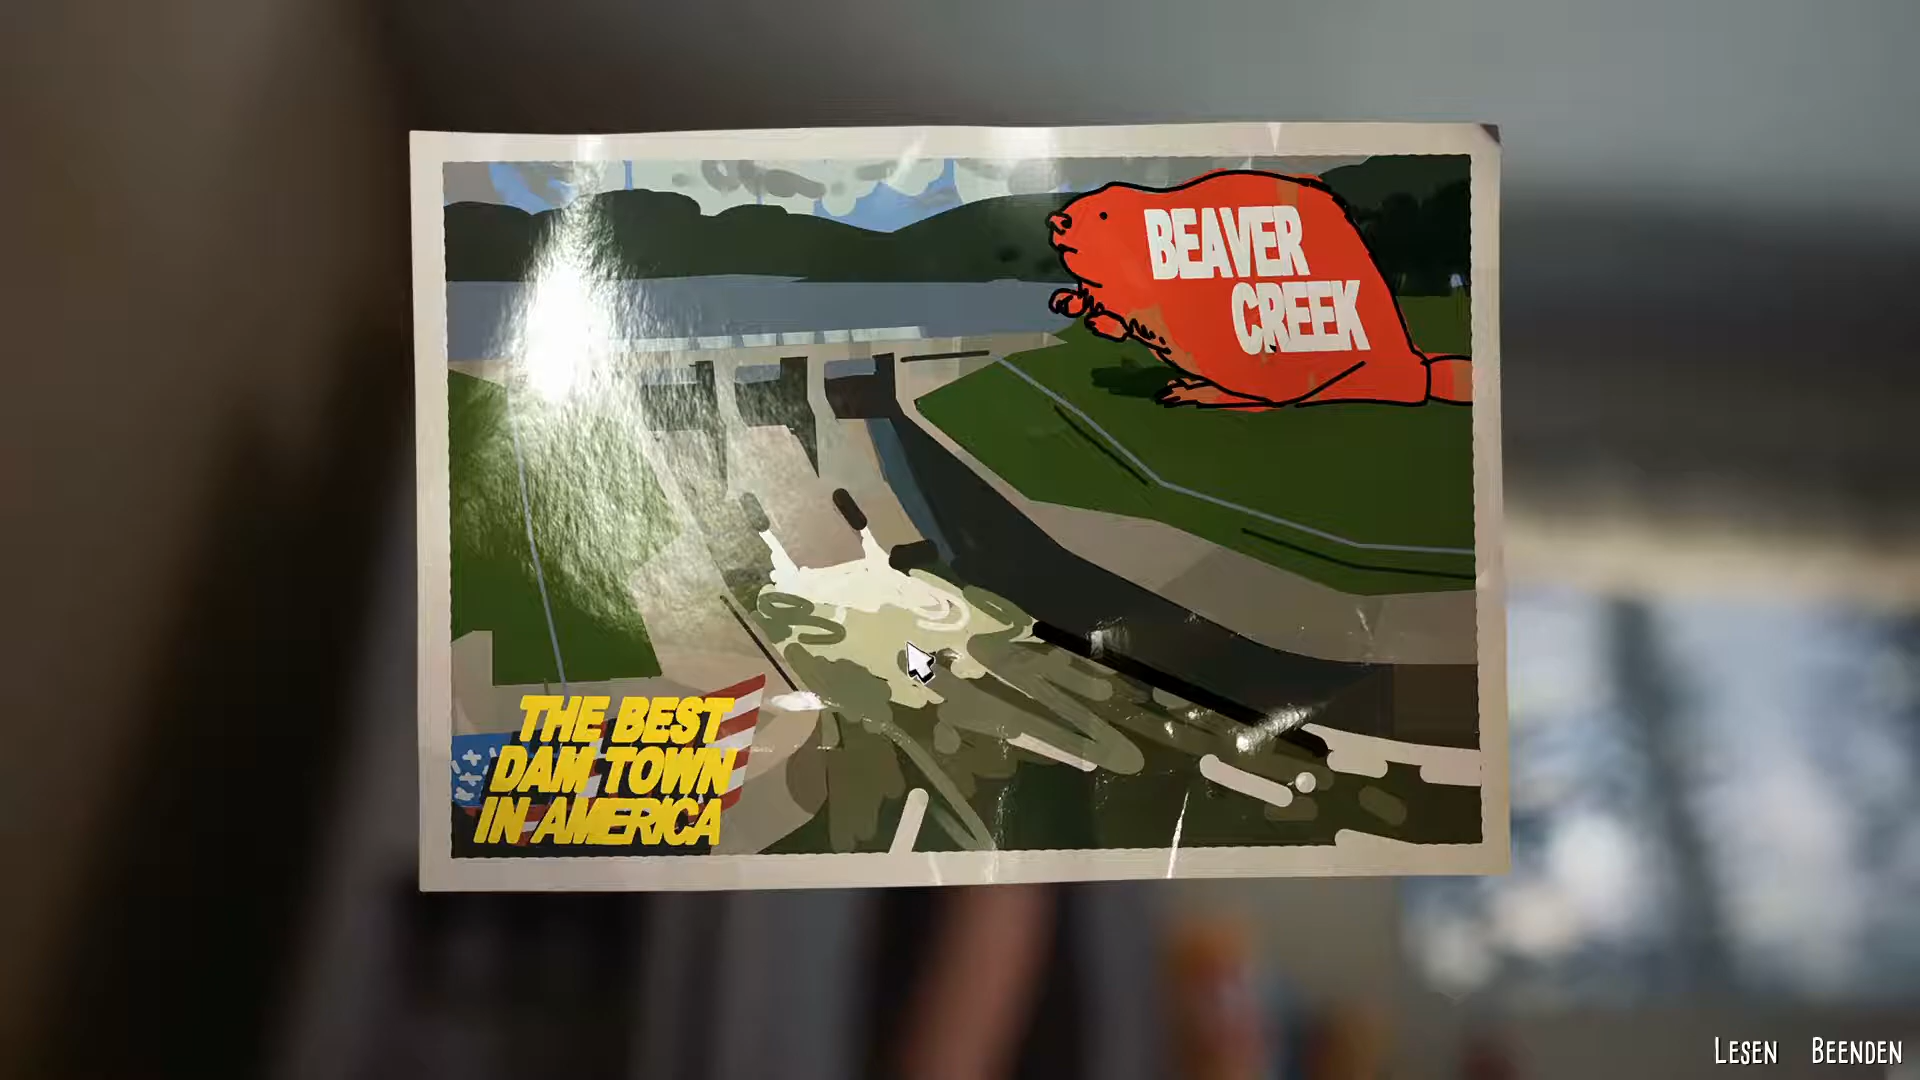 BEAVER
CREEK
THE BEST
DAM TOWN
IN AMERICA
LESEN BEENDEN